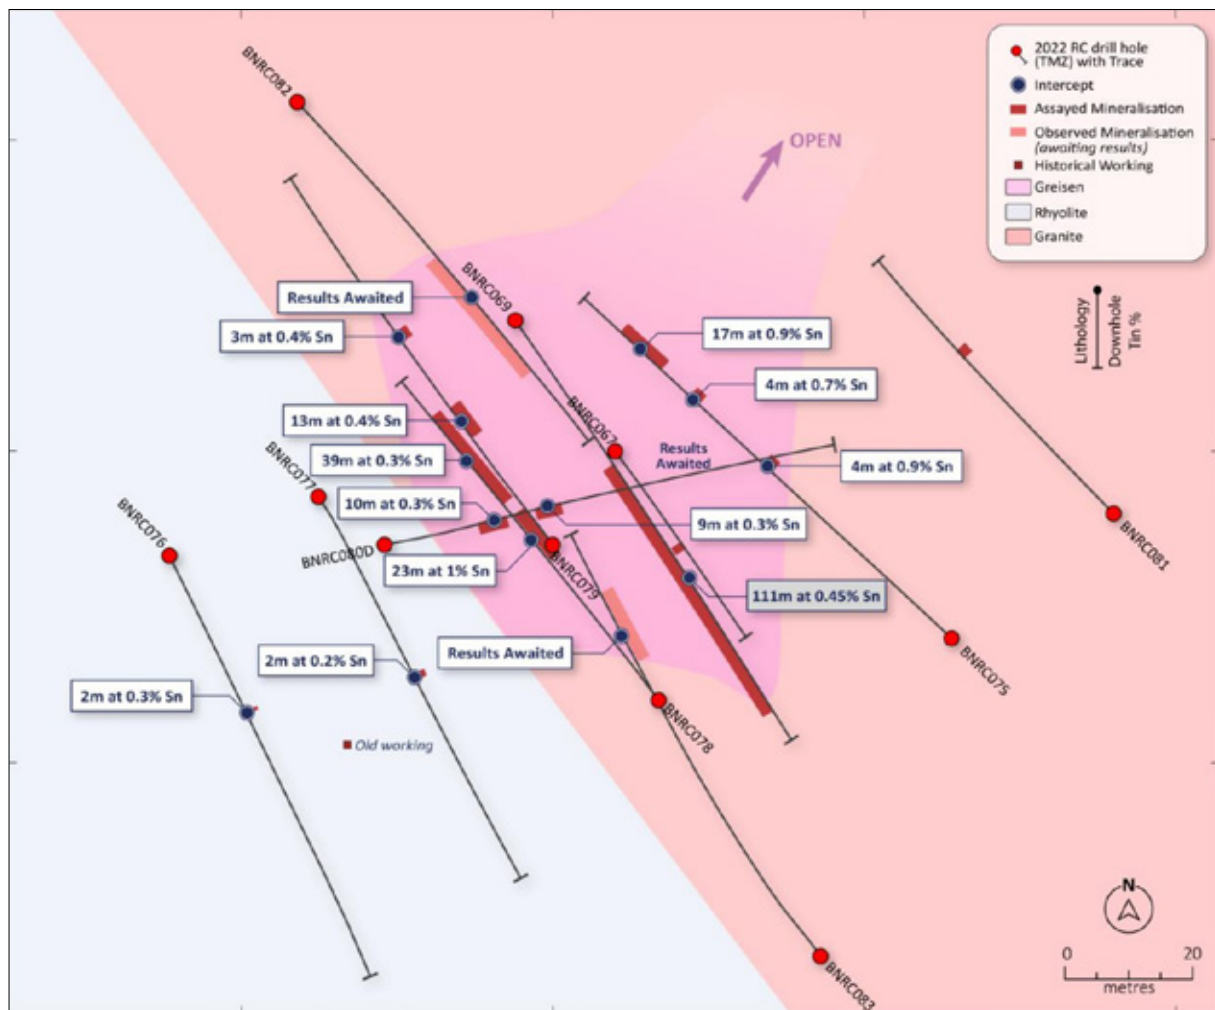 BNRC082
OPEN
2022 RC drill hole
(TMZ) with Trace
Intercept
Assayed Mineralisation
Observed Mineralisation
(awaiting results)
Historical Working
Greisen
Rhyolite
Granite
Lithology
Downhole
Tin %
Results Awaited
BNRC069
3m at 0.4% Sn
17m at 0.9% Sn
4m at 0.7% Sn
13m at 0.4% Sn
BNRC067
39m at 0.3% Sn
Results
Awaited
4m at 0.9% Sn
BNRC077
10m at 0.3% Sn
9m at 0.3% Sn
BNRC076
BNRC080D
23m at 1% Sn
BNRC079
BNRC081
111m at 0.45% Sn
2m at 0.2% Sn
Results Awaited
BNRC075
2m at 0.3% Sn
BNRC078
Old working
N
0 20
metres
BNRC083